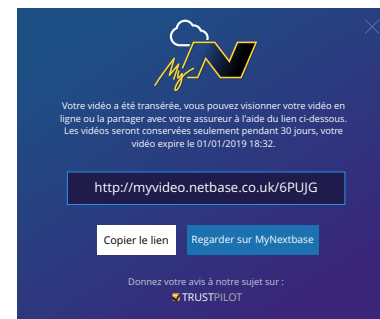 My N
Votre vidéo a été transérée, vous pouvez visionner votre vidéo en
ligne ou la partager avec votre assureur à l'aide du lien ci-dessous.
Les vidéos seront conservées seulement pendant 30 jours, votre
vidéo expire le 01/01/2019 18:32.
http://myvideo.netbase.co.uk/6PUJG
Copier le lien Regarder sur MyNextbase
Donnez votre avis à notre sujet sur :
TRUSTPILOT